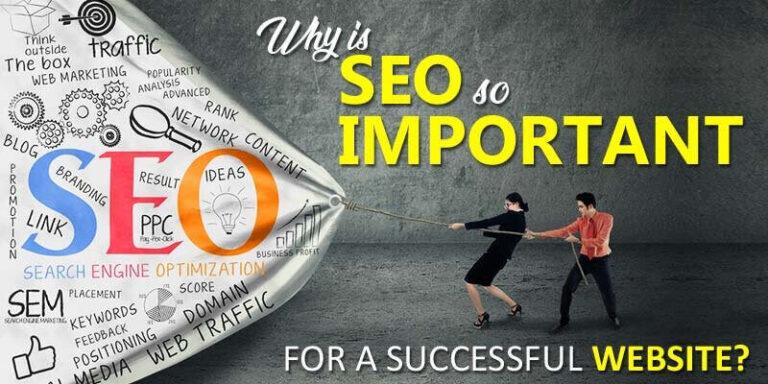 Think
outside
The box
traffic
WEB MARKETING
POPULARITY
ANALYSIS
ADVANCED
RANK
NETWORK
CONTENT
BLOG
PROMOTION
BRANDING
RESULT
IDEAS
SEO
LINK
PPC
Pay-Per-Click
BUSINESS PROFIT
SEARCH ENGINE OPTIMIZATION
SEM
SEARCH ENGINE MARKETING
PLACEMENT
SCORE
KEYWORDS
DOMAIN
FEEDBACK
POSITIONING
WEB TRAFFIC
MEDIA
Why is
SEO so
IMPORTANT
FOR A SUCCESSFUL WEBSITE?